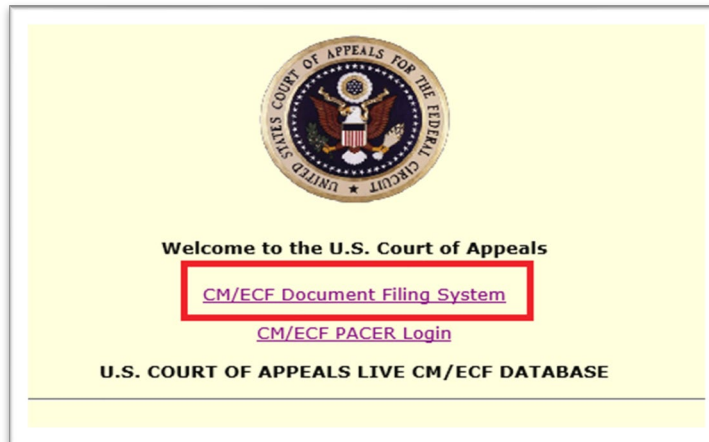 UNITED STATES COURT OF APPEALS FOR THE FEDERAL CIRCUIT
Welcome to the U.S. Court of Appeals
CM/ECF Document Filing System
CM/ECF PACER Login
U.S. COURT OF APPEALS LIVE CM/ECF DATABASE